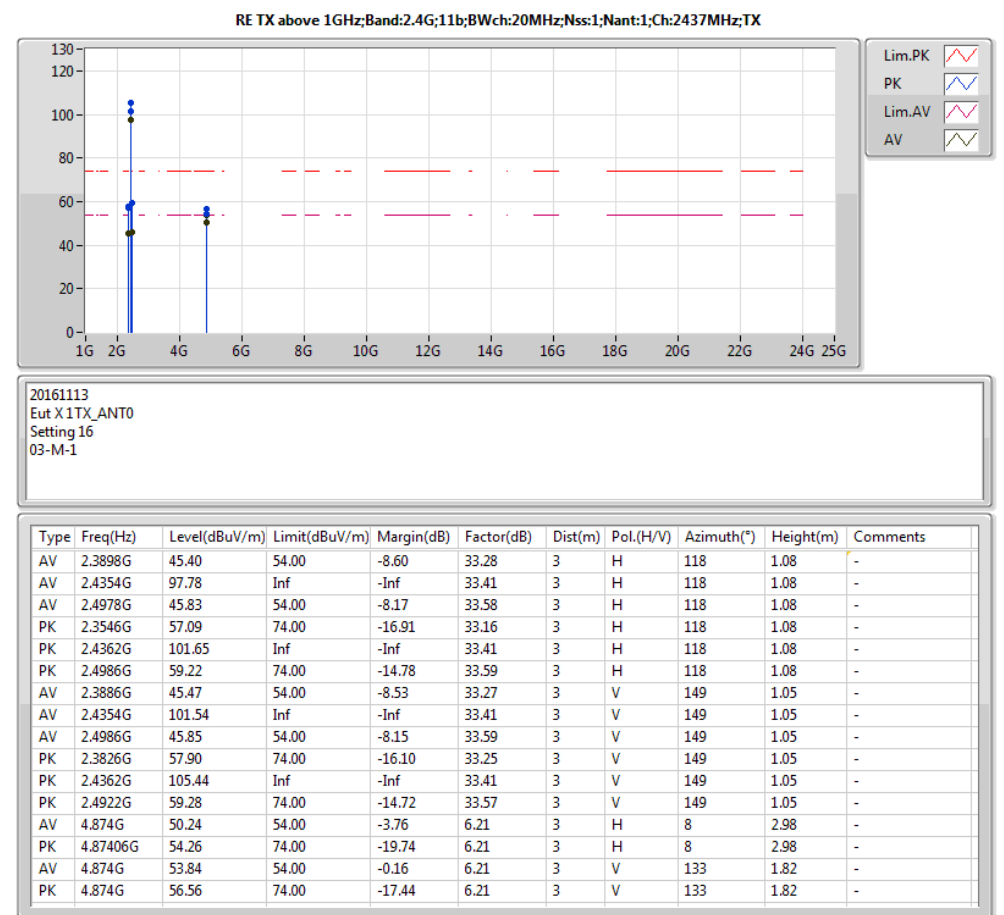 RE TX above 1GHz;Band:2.4G;11b;BWch:20MHz;Nss:1;Nant:1;Ch:2437MHz;TX
130
120
100
80
60
40
20
0
1G 2G 4G 6G 8G 10G 12G 14G 16G 18G 20G 22G 24G 25G
Lim.PK
PK
Lim.AV
AV
20161113
Eut X 1TX_ANT0
Setting 16
03-M-1
Type Freq(Hz) Level(dBuV/m) Limit(dBuV/m) Margin(dB) Factor(dB) Dist(m) Pol.(H/V) Azimuth(°) Height(m) Comments
AV 2.3898G 45.40 54.00 -8.60 33.28 3 H 118 1.08 -
AV 2.4354G 97.78 Inf -Inf 33.41 3 H 118 1.08 -
AV 2.4978G 45.83 54.00 -8.17 33.58 3 H 118 1.08 -
PK 2.3546G 57.09 74.00 -16.91 33.16 3 H 118 1.08 -
PK 2.4362G 101.65 Inf -Inf 33.41 3 H 118 1.08 -
PK 2.4986G 59.22 74.00 -14.78 33.59 3 H 118 1.08 -
AV 2.3886G 45.47 54.00 -8.53 33.27 3 V 149 1.05 -
AV 2.4354G 101.54 Inf -Inf 33.41 3 V 149 1.05 -
AV 2.4986G 45.85 54.00 -8.15 33.59 3 V 149 1.05 -
PK 2.3826G 57.90 74.00 -16.10 33.25 3 V 149 1.05 -
PK 2.4362G 105.44 Inf -Inf 33.41 3 V 149 1.05 -
PK 2.4922G 59.28 74.00 -14.72 33.57 3 V 149 1.05 -
AV 4.874G 50.24 54.00 -3.76 6.21 3 H 8 2.98 -
PK 4.87406G 54.26 74.00 -19.74 6.21 3 H 8 2.98 -
AV 4.874G 53.84 54.00 -0.16 6.21 3 V 133 1.82 -
PK 4.874G 56.56 74.00 -17.44 6.21 3 V 133 1.82 -